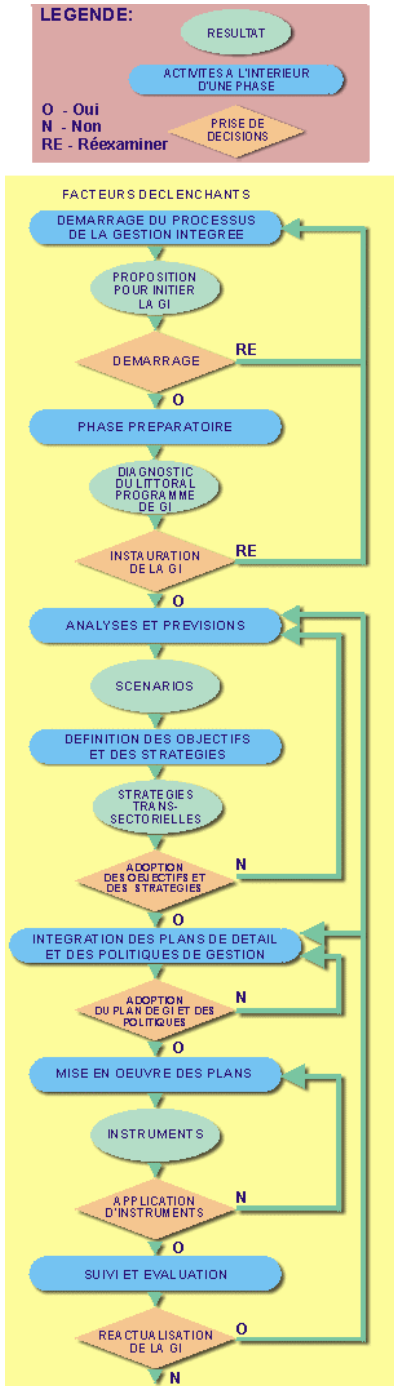 LEGENDE:
RESULTAT
ACTIVITES A L'INTERIEUR
D'UNE PHASE
O - Oui
N - Non
RE - Réexaminer
PRISE DE
DECISIONS
FACTEURS DECLENCHANTS
DEMARRAGE DU PROCESSUS
DE LA GESTION INTEGREE
PROPOSITION
POUR INITIER
LA GI
DEMARRAGE
RE
O
PHASE PREPARATOIRE
DIAGNOSTIC
DU LITTORAL
PROGRAMME
DE GI
INSTAURATION
DE LA GI
RE
O
ANALYSES ET PREVISIONS
SCENARIOS
DEFINITION DES OBJECTIFS
ET DES STRATEGIES
STRATEGIES
TRANS-
SECTORIELLES
ADOPTION
DES OBJECTIFS ET
DES STRATEGIES
N
O
INTEGRATION DES PLANS DE DETAIL
ET DES POLITIQUES DE GESTION
ADOPTION
DU PLAN DE GI ET DES
POLITIQUES
N
O
MISE EN OEUVRE DES PLANS
INSTRUMENTS
APPLICATION
D'INSTRUMENTS
N
O
SUIVI ET EVALUATION
REACTUALISATION
DE LA GI
O
N